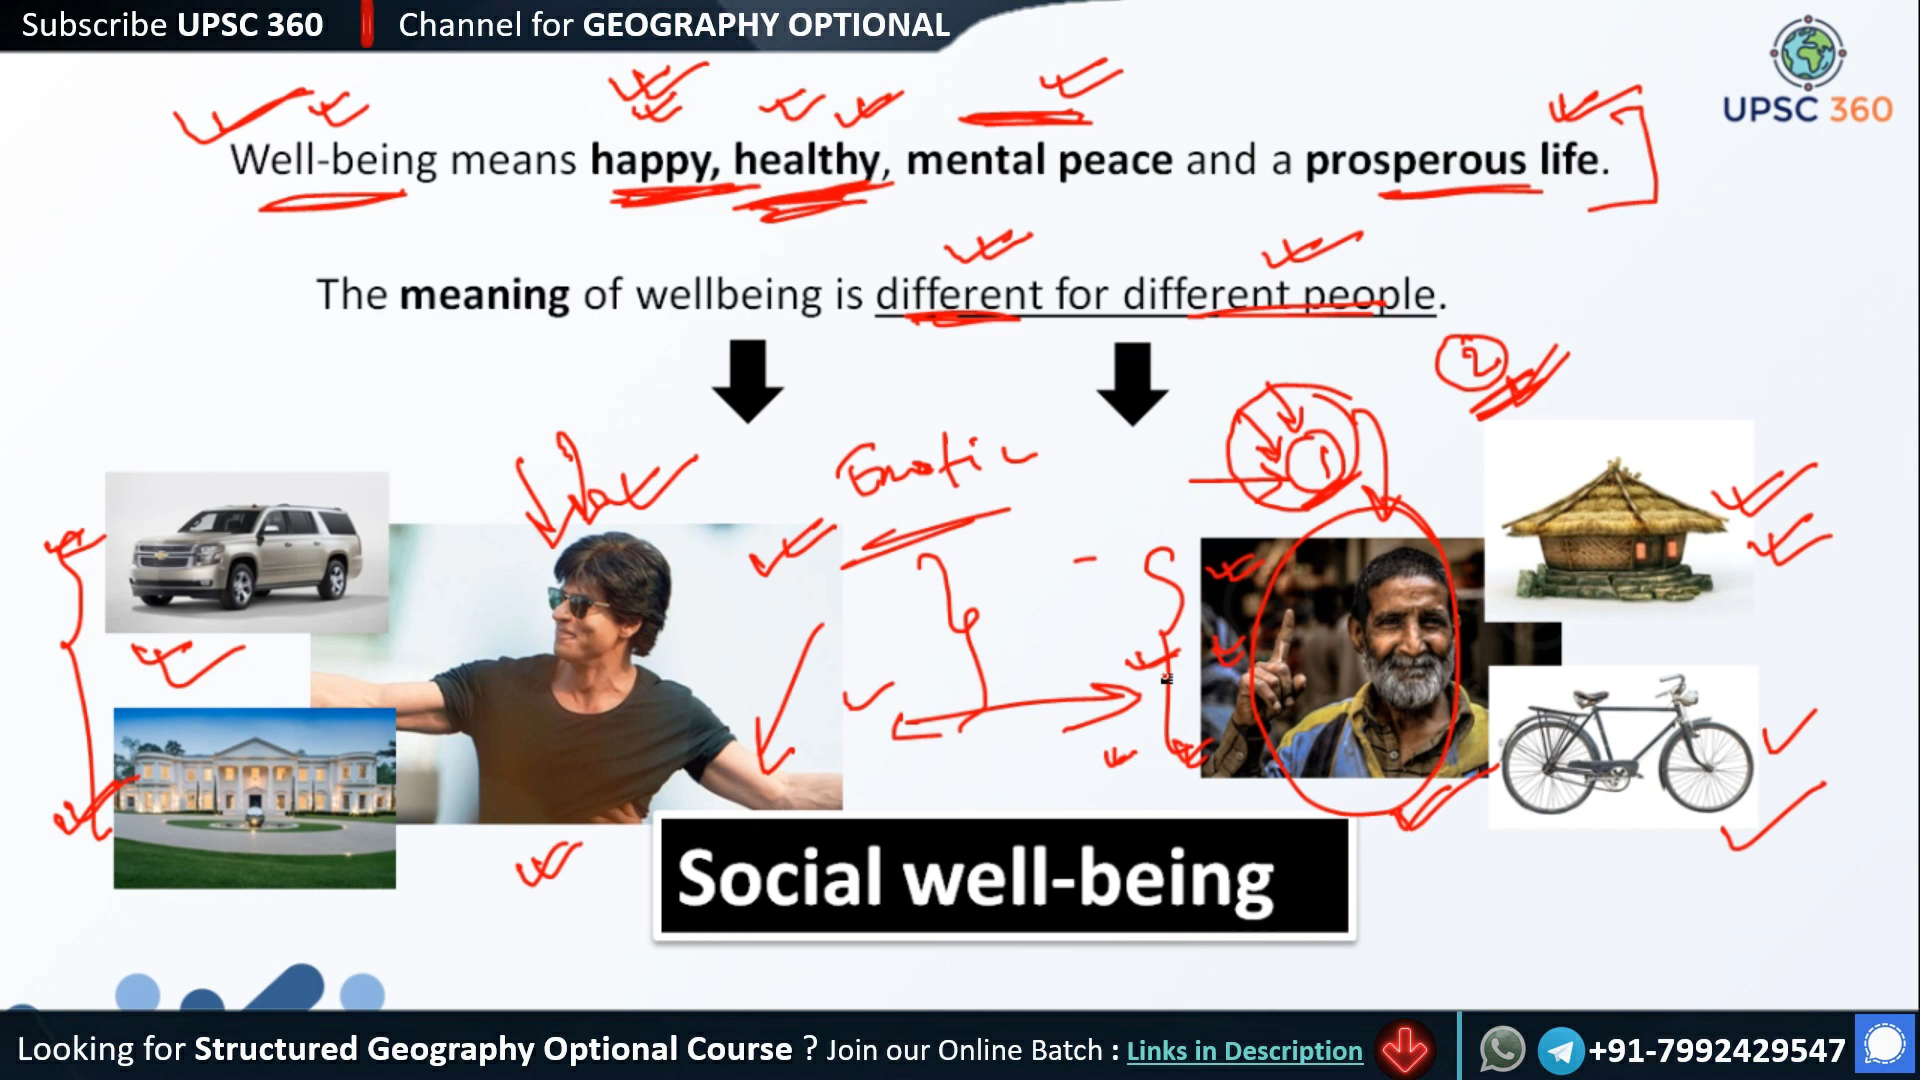 Subscribe UPSC 360 Channel for GEOGRAPHY OPTIONAL
UPSC 360
Well-being means happy, healthy, mental peace and a prosperous life.
The meaning of wellbeing is different for different people.
2
1
Social well-being
Looking for Structured Geography Optional Course ? Join our Online Batch : Links in Description +91-7992429547